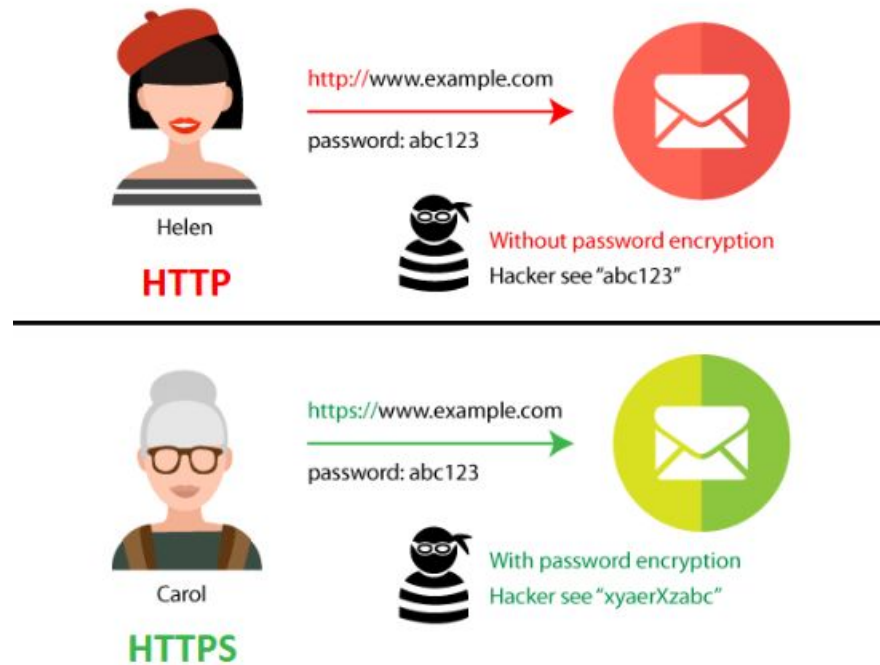 http://www.example.com
password: abc123
Helen
HTTP
Without password encryption
Hacker see “abc123”
https://www.example.com
password: abc123
Carol
HTTPS
With password encryption
Hacker see “xyaerXzabc”